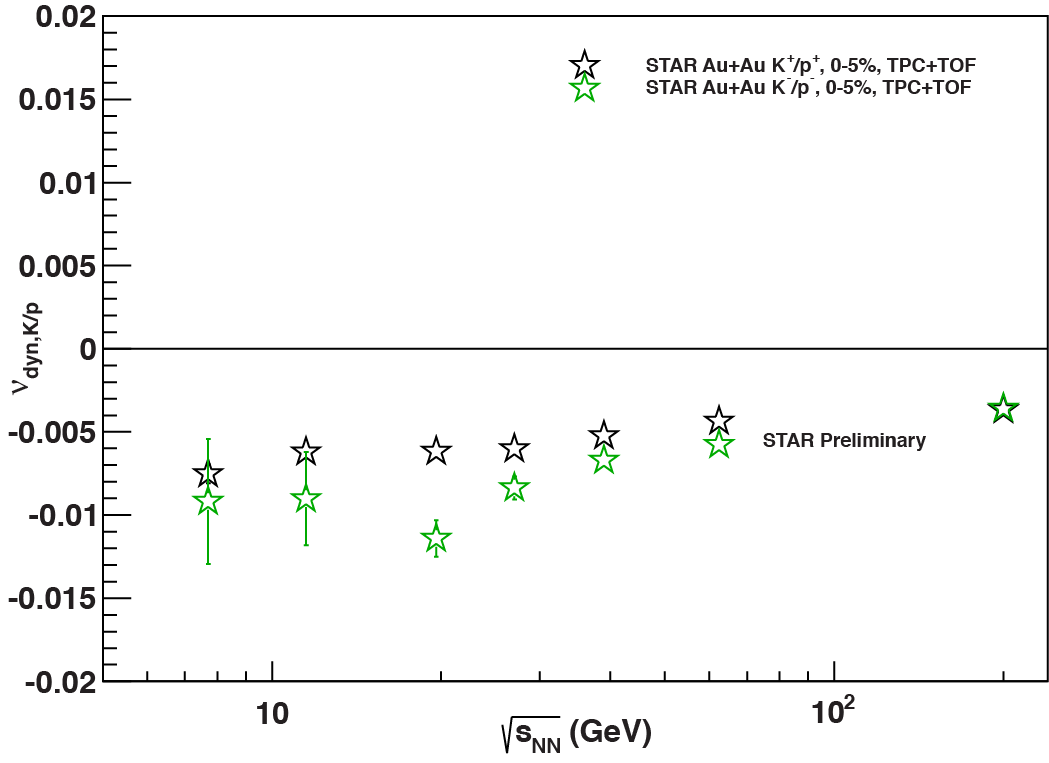 0.02
STAR Au+Au K⁺/p⁺, 0-5%, TPC+TOF
STAR Au+Au K⁻/p⁻, 0-5%, TPC+TOF
0.015
0.01
0.005
0
-0.005
STAR Preliminary
-0.01
-0.015
-0.02
ν_dyn,K/p
10
10²
√s_NN (GeV)